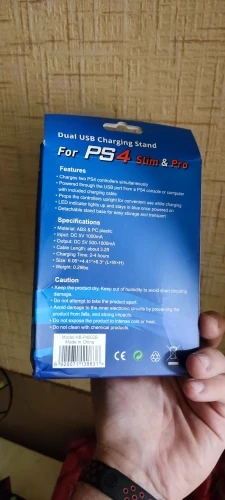 Dual USB Charging Stand
For PS4 Slim & Pro
Features
• Charges two PS4 controllers simultaneously
• Powered through the USB port from a PS4 console or computer
with included charging cable
• Props the controllers upright for convenient use while charging
• LED indicator lights up and stays in blue once powered on
• Detachable stand base for easy storage and transport
Specifications
• Material: ABS & PC plastic
• Input: DC 5V 1000mA
• Output: DC 5V 500-1000mA
• Cable Length: about 2.2ft
• Charging Time: 2-4 hours
• Weight: 0.29lbs
Caution
• Keep the product dry. Keep out of humidity to avoid short circuiting
damage.
• Do not attempt to take the product apart.
• Avoid damage to the inner electronic circuits by preventing the
product from falls, and strong impacts.
• Do not expose the product to intense cold or heat.
• Do not clean with chemical products.
Made in China
CE